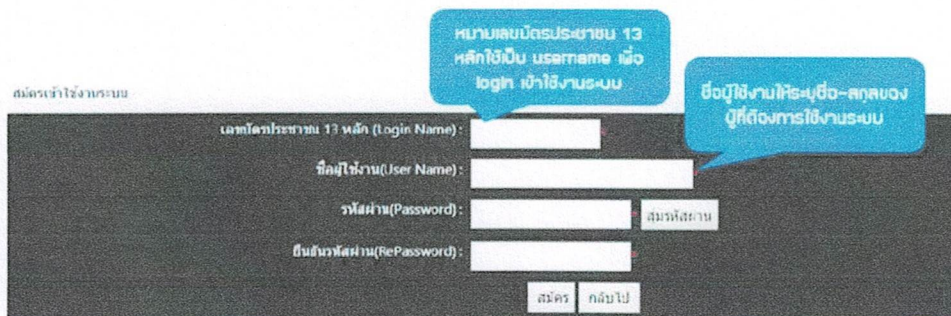 หมายเลขบัตรประชาชน 13
หลักใช้เป็น username เพื่อ
login เข้าใช้งานระบบ
สมัครเข้าใช้งานระบบ
ชื่อผู้ใช้งานให้ระบุชื่อ-สกุลของ
ผู้ที่ต้องการใช้งานระบบ
เลขบัตรประชาชน 13 หลัก (Login Name) :
*
ชื่อผู้ใช้งาน(User Name) :
*
รหัสผ่าน(Password) :
* สุ่มรหัสผ่าน
ยืนยันรหัสผ่าน(RePassword) :
*
สมัคร กลับไป